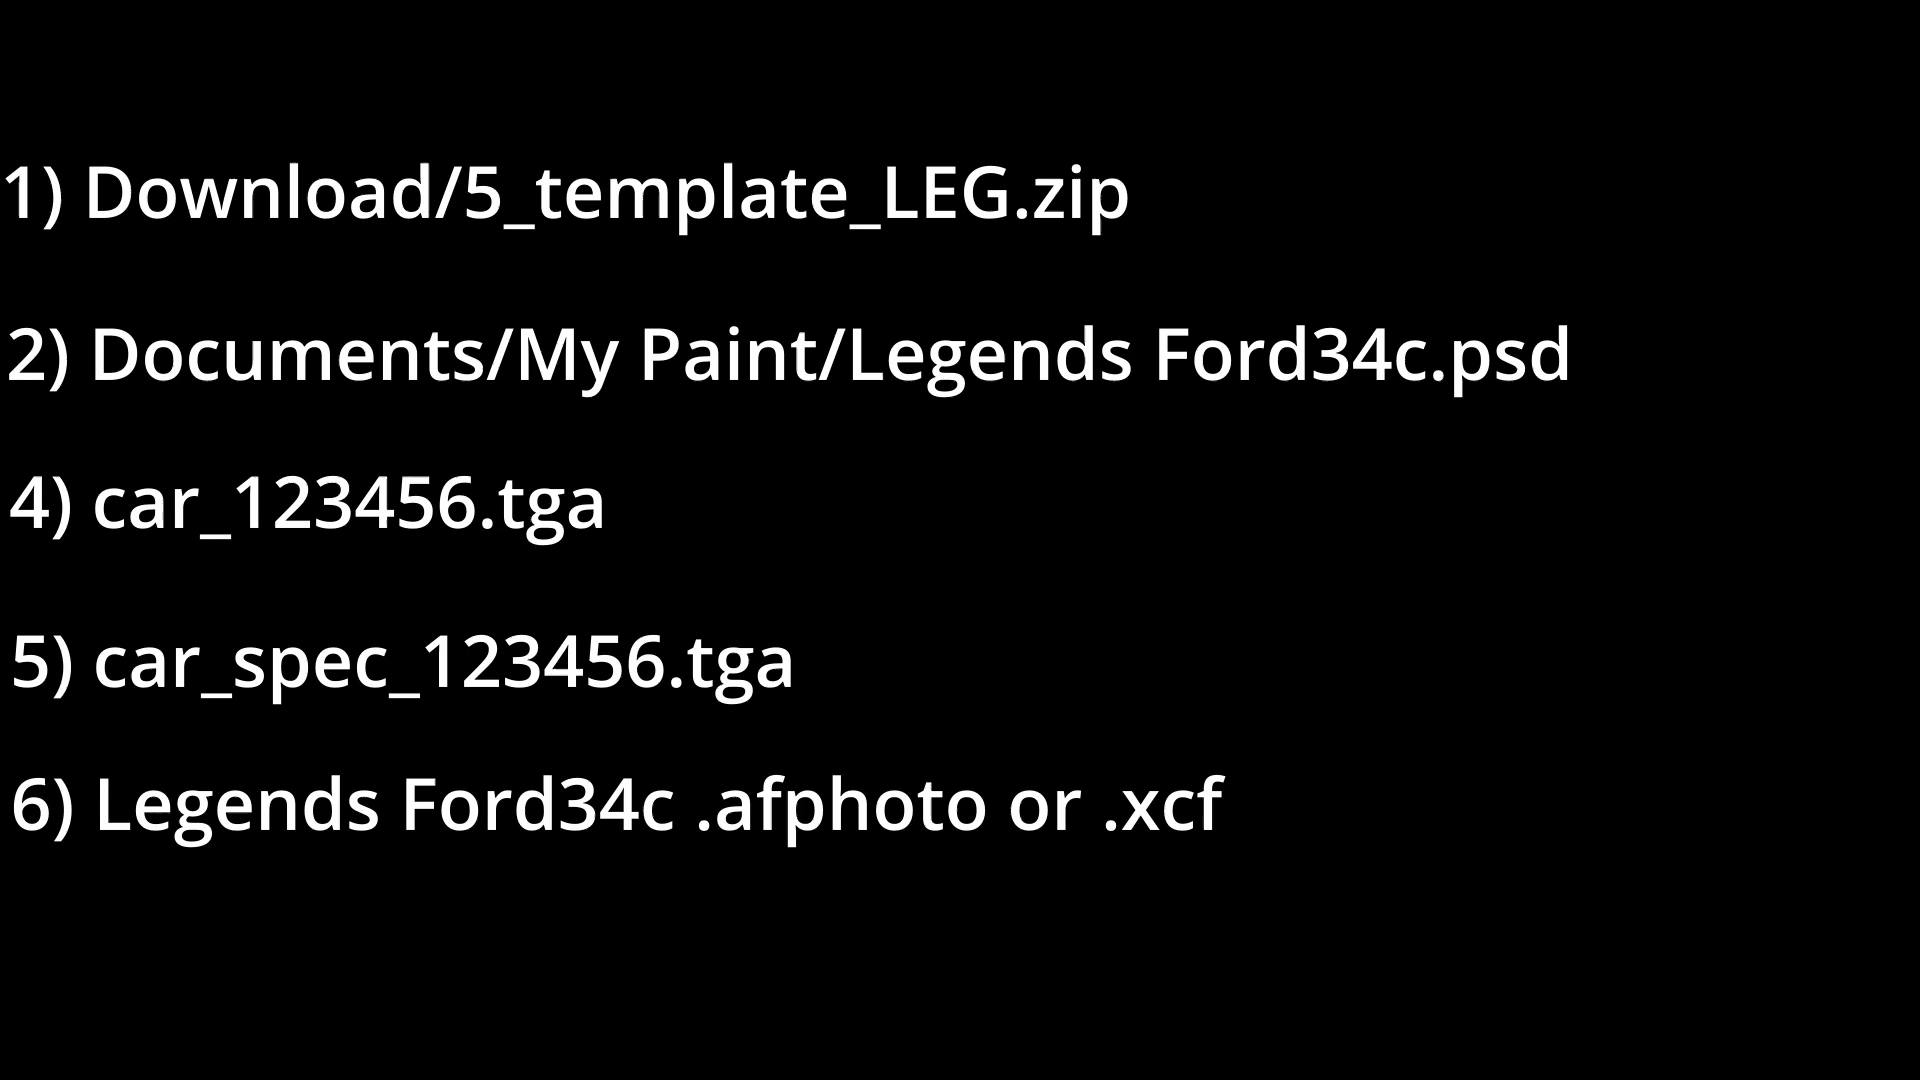 1) Download/5_template_LEG.zip
2) Documents/My Paint/Legends Ford34c.psd
4) car_123456.tga
5) car_spec_123456.tga
6) Legends Ford34c .afphoto or .xcf